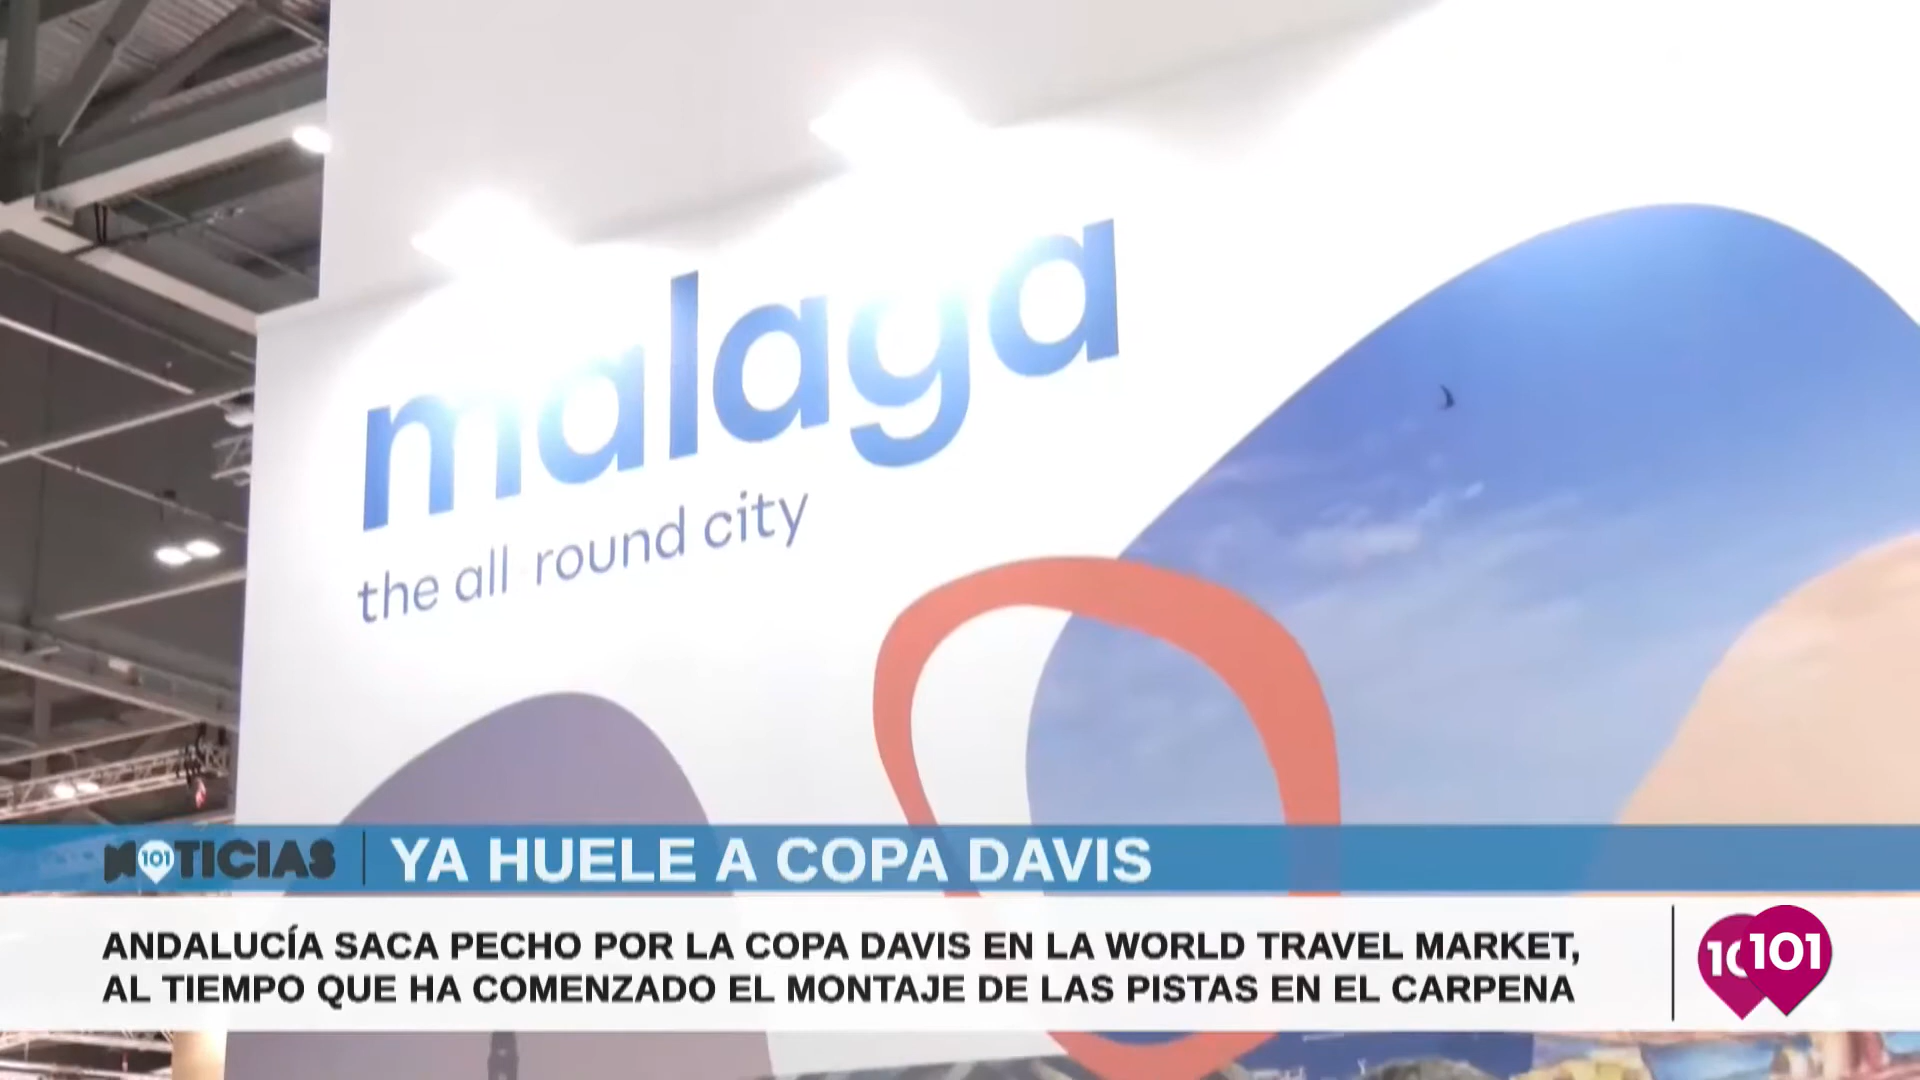 malaga
the all round city
NOTICIAS
101
YA HUELE A COPA DAVIS
ANDALUCÍA SACA PECHO POR LA COPA DAVIS EN LA WORLD TRAVEL MARKET,
AL TIEMPO QUE HA COMENZADO EL MONTAJE DE LAS PISTAS EN EL CARPENA
101